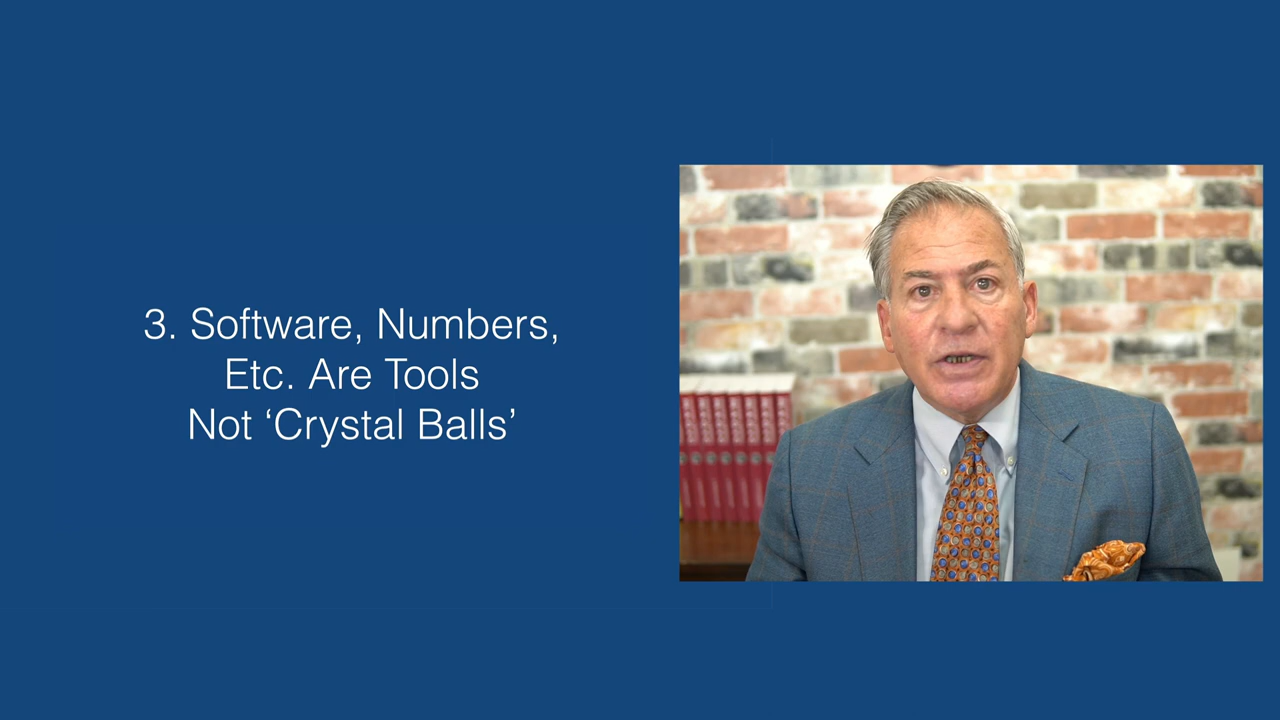 3. Software, Numbers,
Etc. Are Tools
Not ‘Crystal Balls’